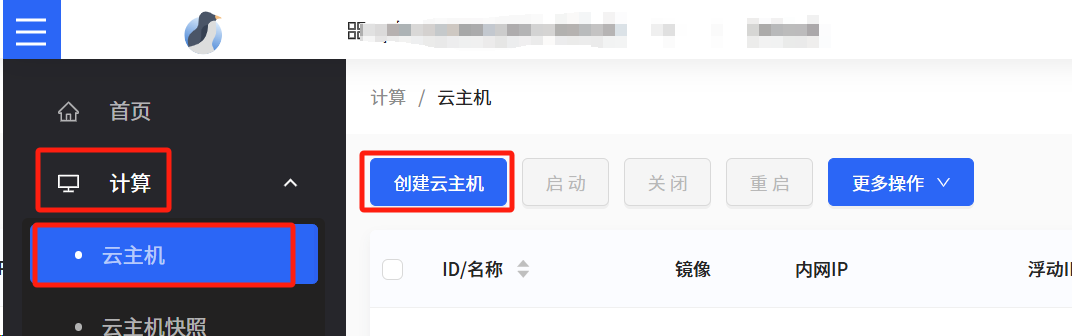 首页
计算 / 云主机
计算
创建云主机 启动 关闭 重启 更多操作
云主机
ID/名称 镜像 内网IP 浮动I
云主机快照